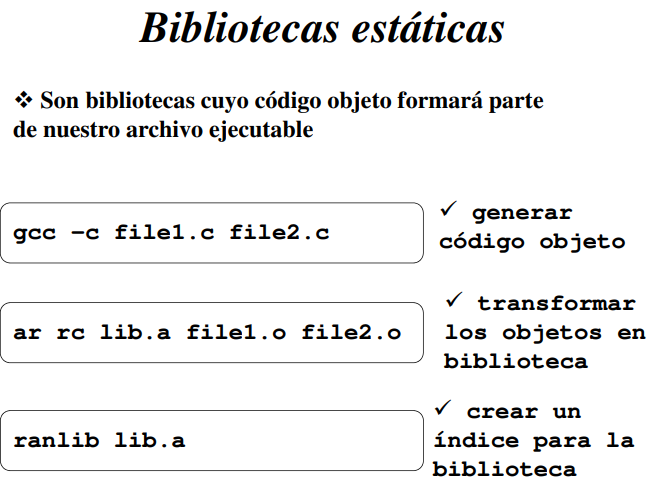 Bibliotecas estáticas
❖ Son bibliotecas cuyo código objeto formará parte
de nuestro archivo ejecutable
gcc –c file1.c file2.c
✓ generar
código objeto
ar rc lib.a file1.o file2.o
✓ transformar
los objetos en
biblioteca
ranlib lib.a
✓ crear un
índice para la
biblioteca